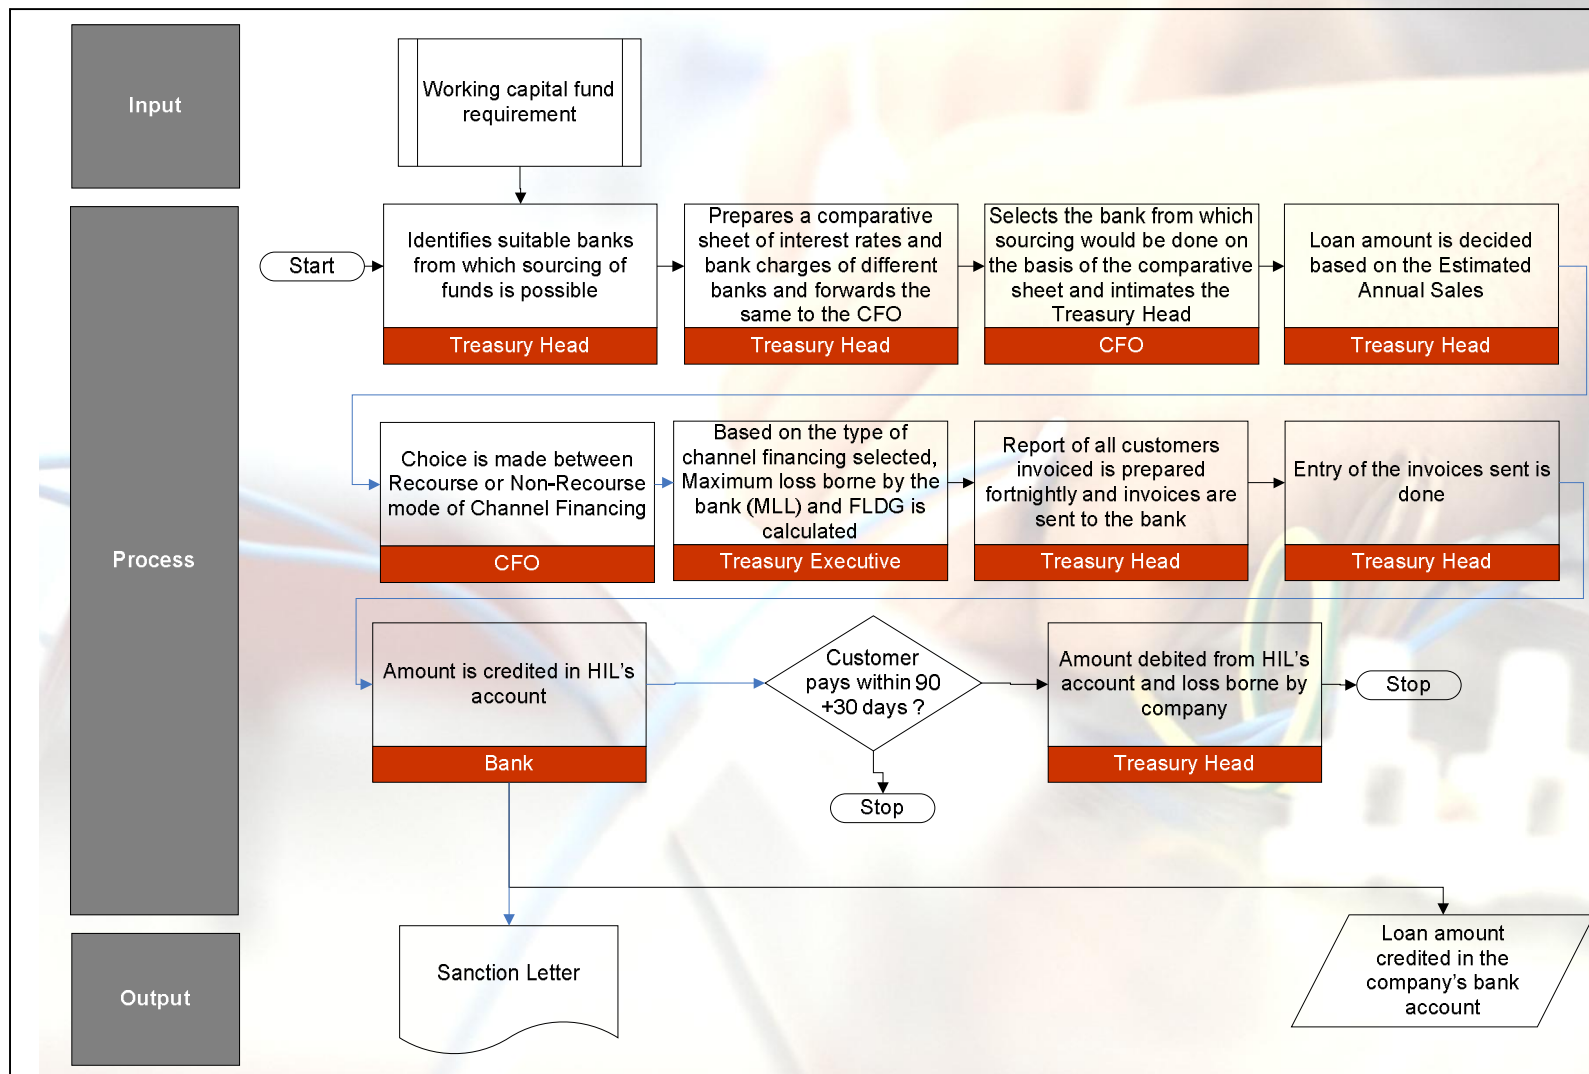 Input
Working capital fund
requirement
Process
Start
Identifies suitable banks
from which sourcing of
funds is possible
Treasury Head
Prepares a comparative
sheet of interest rates and
bank charges of different
banks and forwards the
same to the CFO
Treasury Head
Selects the bank from which
sourcing would be done on
the basis of the comparative
sheet and intimates the
Treasury Head
CFO
Loan amount is decided
based on the Estimated
Annual Sales
Treasury Head
Choice is made between
Recourse or Non-Recourse
mode of Channel Financing
CFO
Based on the type of
channel financing selected,
Maximum loss borne by the
bank (MLL) and FLDG is
calculated
Treasury Executive
Report of all customers
invoiced is prepared
fortnightly and invoices are
sent to the bank
Treasury Head
Entry of the invoices sent is
done
Treasury Head
Amount is credited in HIL's
account
Bank
Customer
pays within 90
+30 days ?
Stop
Amount debited from HIL's
account and loss borne by
company
Treasury Head
Stop
Output
Sanction Letter
Loan amount
credited in the
company's bank
account